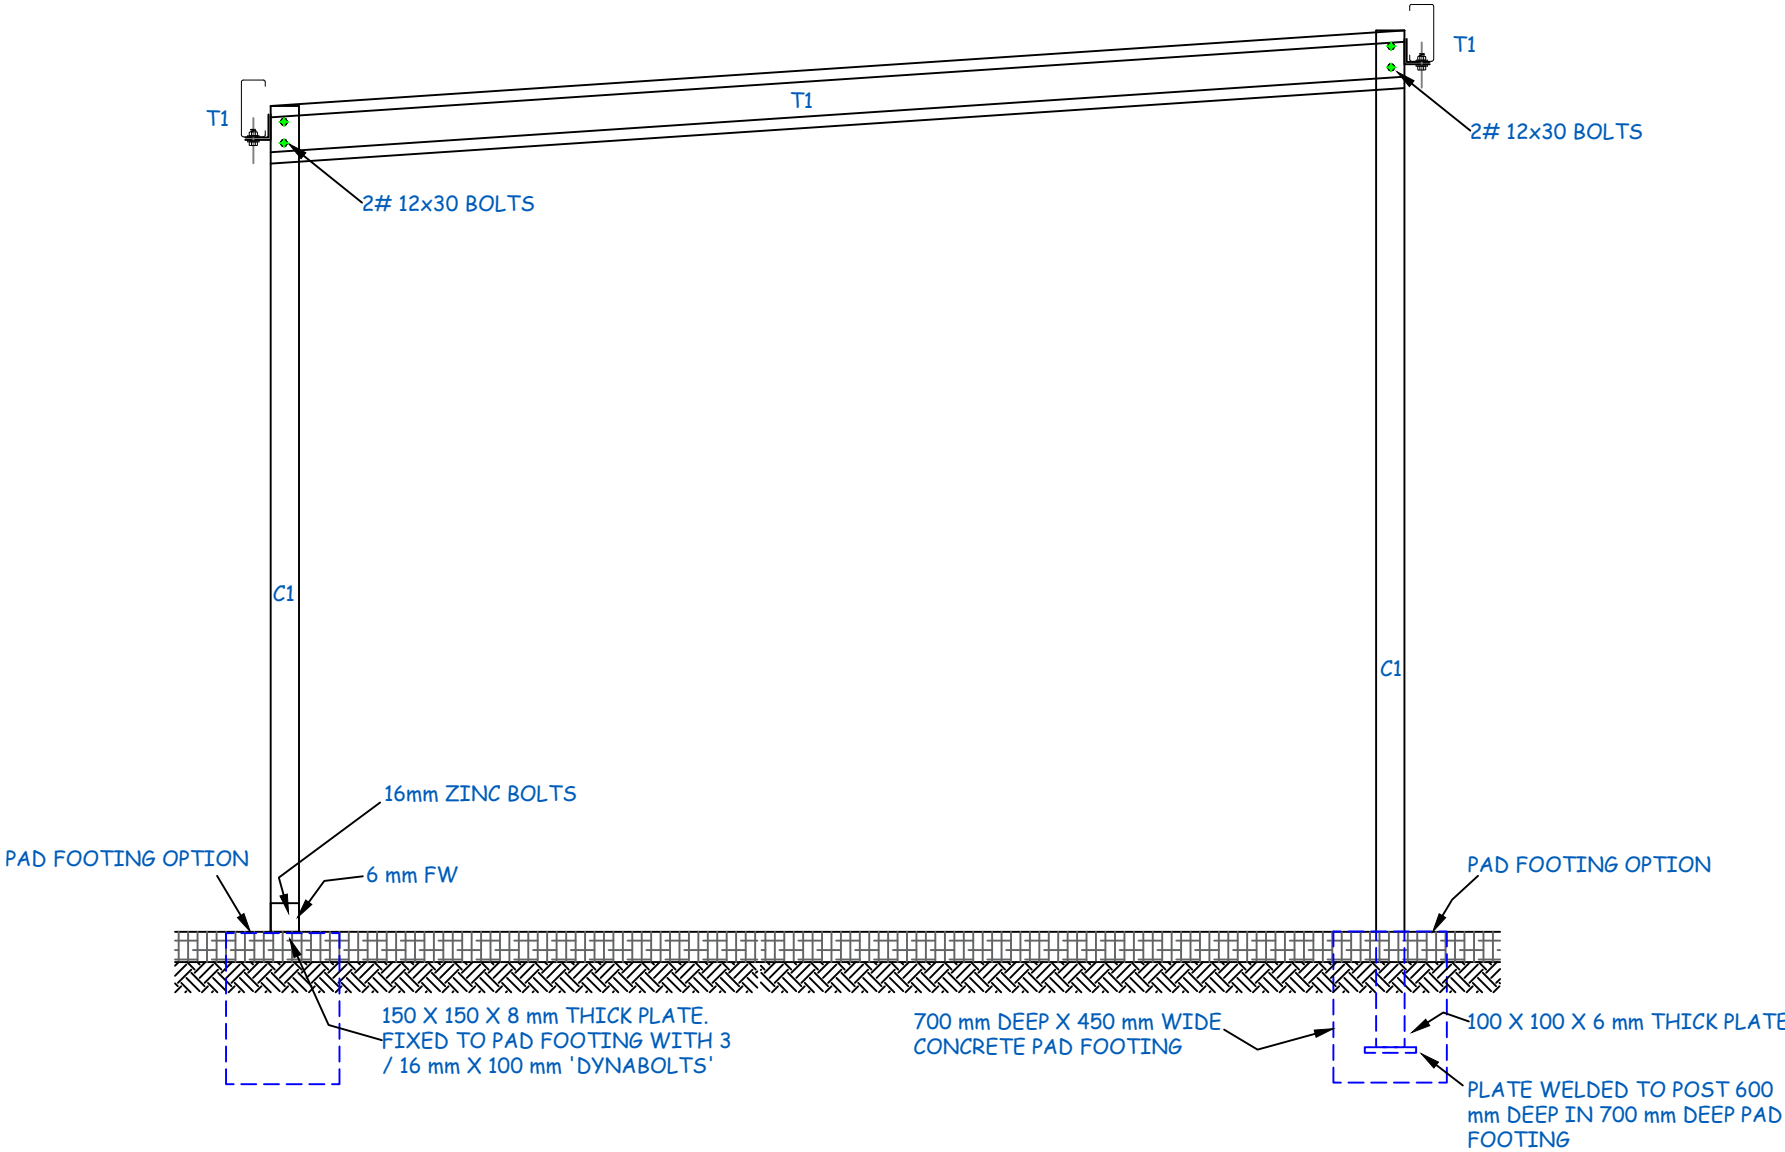 T1
T1
T1
2# 12x30 BOLTS
2# 12x30 BOLTS
C1
C1
16mm ZINC BOLTS
PAD FOOTING OPTION
6 mm FW
PAD FOOTING OPTION
150 X 150 X 8 mm THICK PLATE.
FIXED TO PAD FOOTING WITH 3
/ 16 mm X 100 mm 'DYNABOLTS'
700 mm DEEP X 450 mm WIDE
CONCRETE PAD FOOTING
100 X 100 X 6 mm THICK PLATE
PLATE WELDED TO POST 600
mm DEEP IN 700 mm DEEP PAD
FOOTING